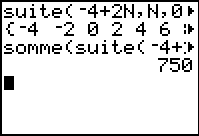 suite(-4+2N,N,0
{-4 -2 0 2 4 6
somme(suite(-4+
750